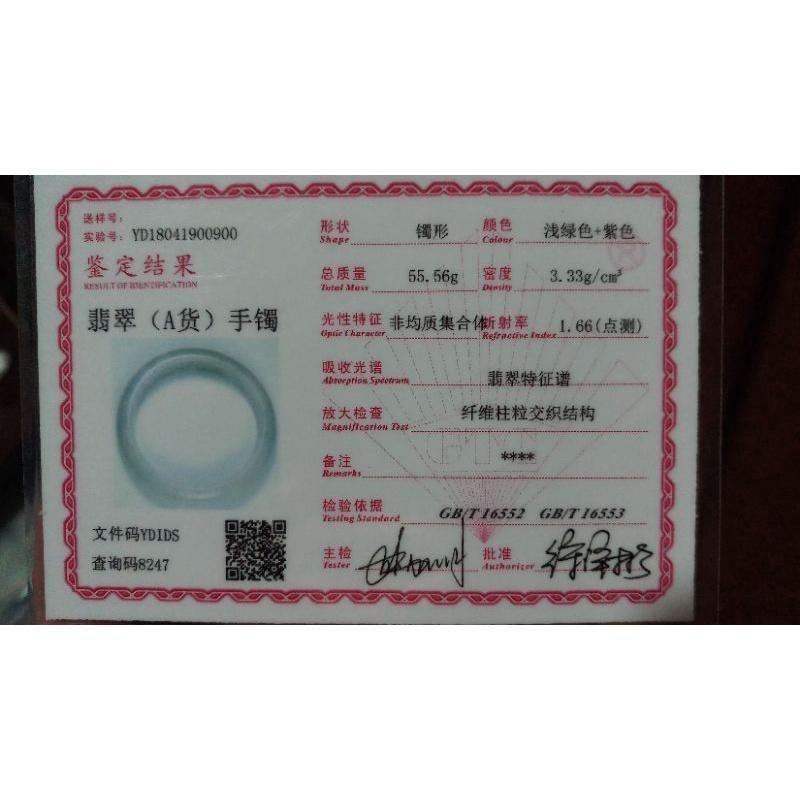 送样号：
实验号：YD18041900900
鉴定结果
RESULT OF IDENTIFICATION
翡翠（A货）手镯
文件码YDIDS
查询码8247
形状 镯形 颜色 浅绿色+紫色
Shape Colour
总质量 55.56g 密度 3.33g/cm³
Total Mass Density
光性特征 非均质集合体 折射率 1.66(点测)
Optic Character Refractive Index
吸收光谱 翡翠特征谱
Absorption Spectrum
放大检查 纤维柱粒交织结构
Magnification Test
备注 ****
Remarks
检验依据 GB/T 16552 GB/T 16553
Testing Standard
主检 批准
Tester Authorizer